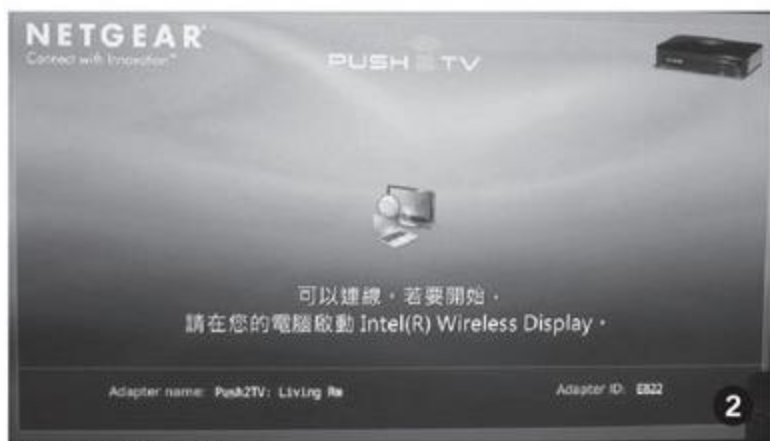 NETGEAR®
Connect with Innovation™
PUSH 2 TV
可以連線。若要開始，
請在您的電腦啟動 Intel(R) Wireless Display。
Adapter name: Push2TV: Living Rm
Adapter ID: E822
2